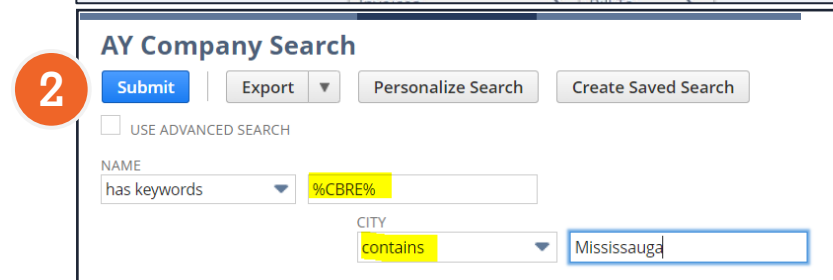 AY Company Search
2
Submit Export Personalize Search Create Saved Search
USE ADVANCED SEARCH
NAME
has keywords %CBRE%
CITY
contains Mississauga